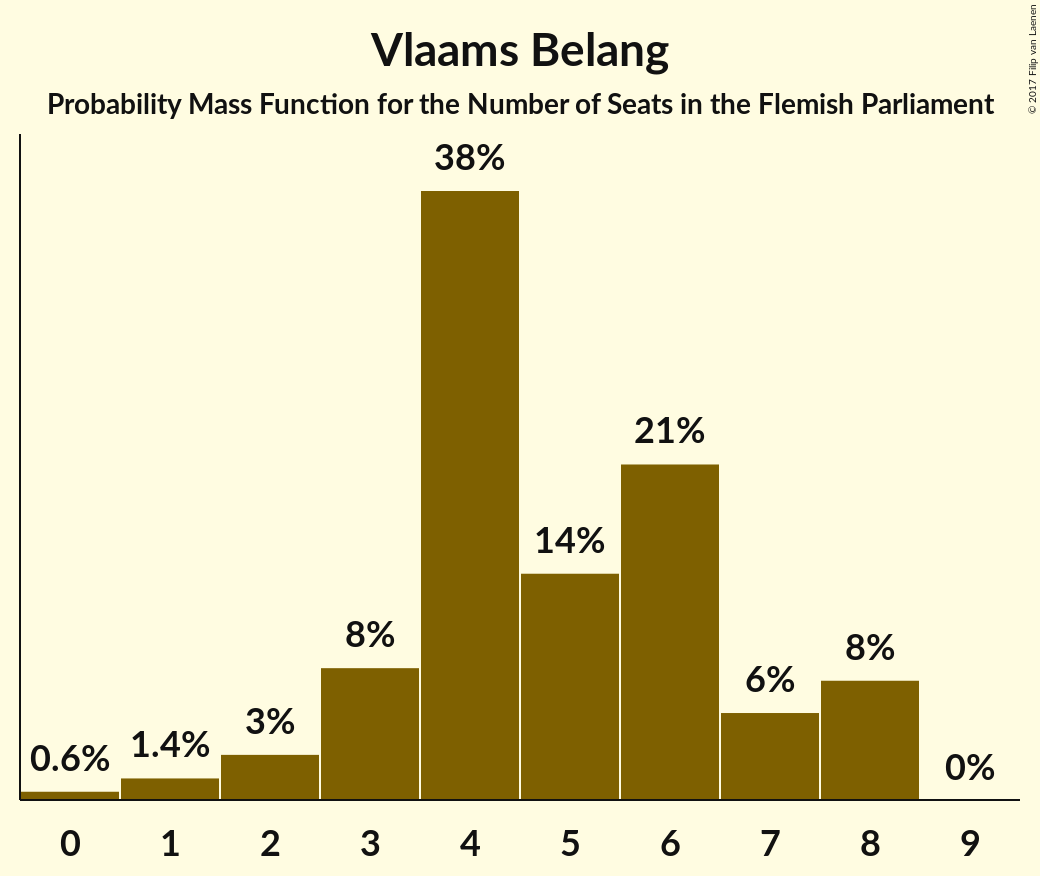 Vlaams Belang
Probability Mass Function for the Number of Seats in the Flemish Parliament
© 2017 Filip van Laenen
38%
21%
14%
8%
8%
6%
3%
1.4%
0.6%
0%
0 1 2 3 4 5 6 7 8 9